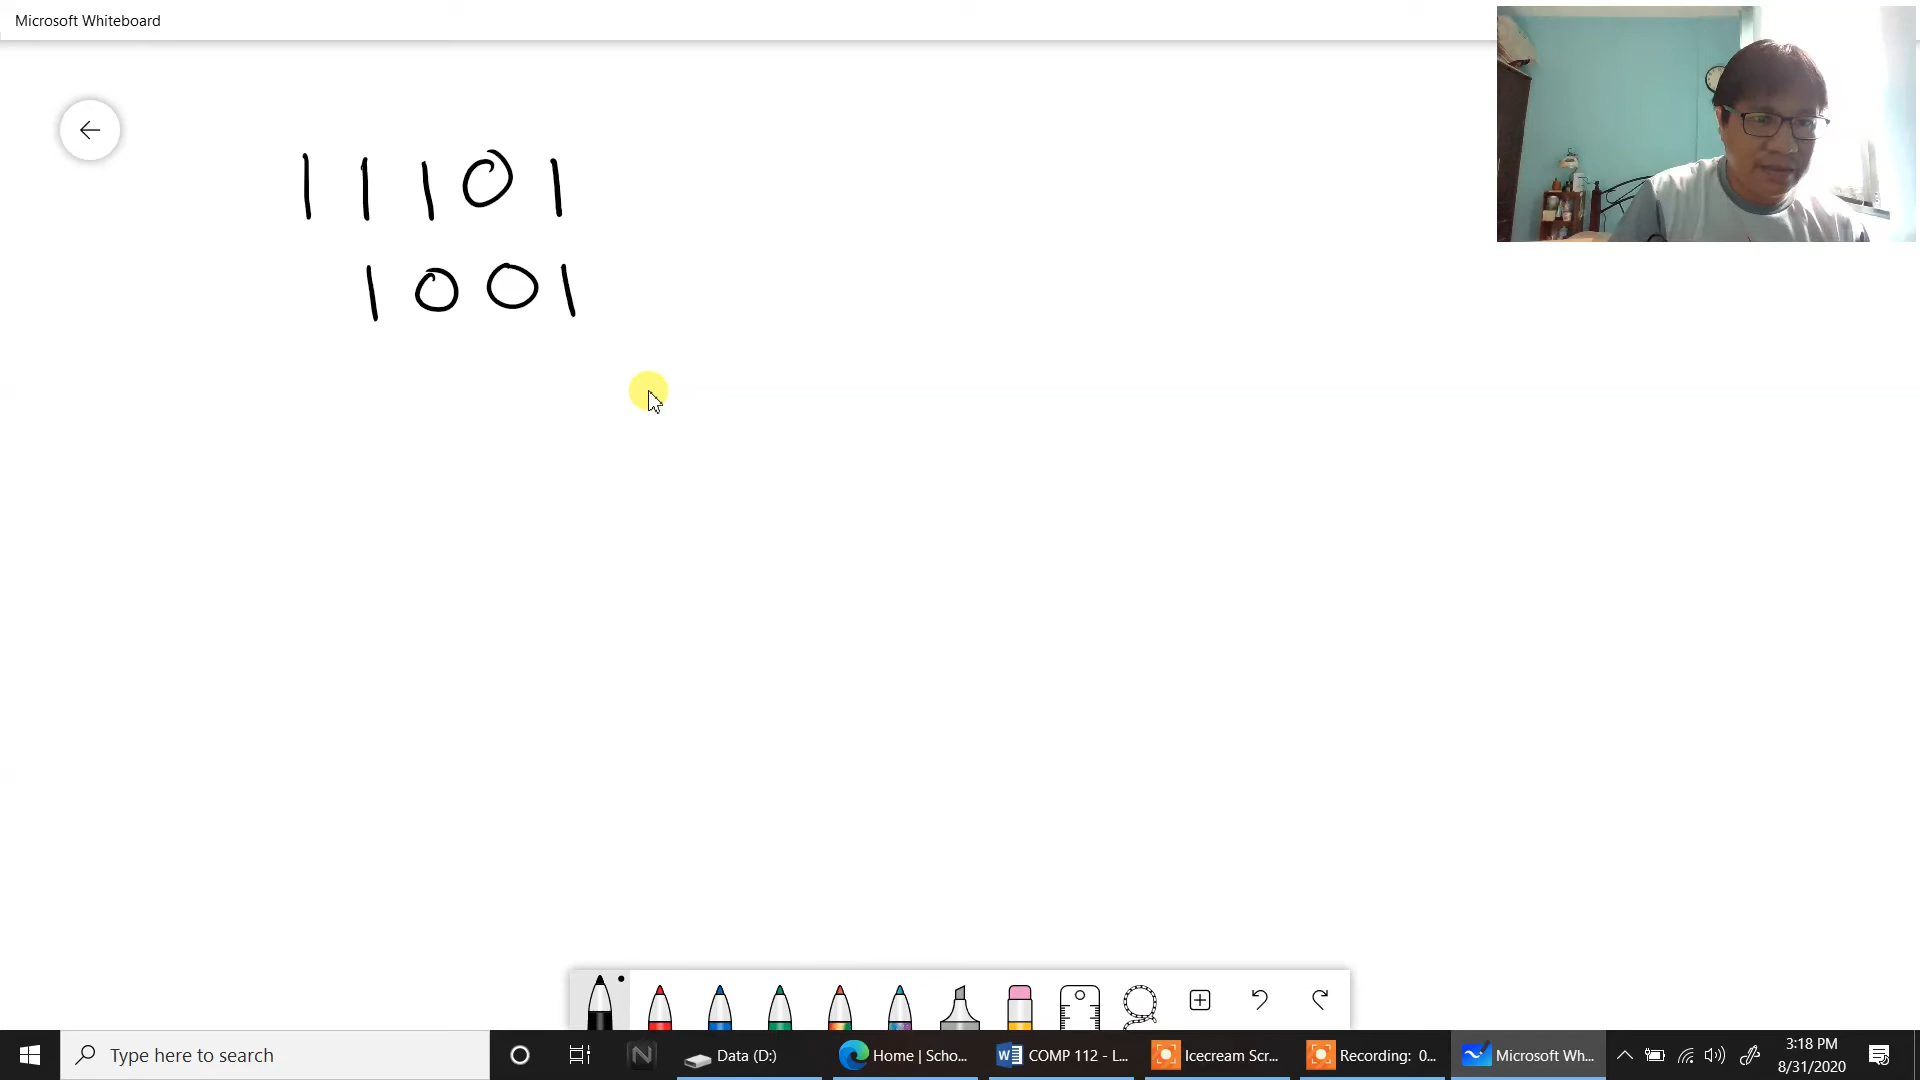 Microsoft Whiteboard
11101
1001
Type here to search
Data (D:)
Home | Scho...
COMP 112 - L...
Icecream Scr...
Recording: 0...
Microsoft Wh...
3:18 PM
8/31/2020